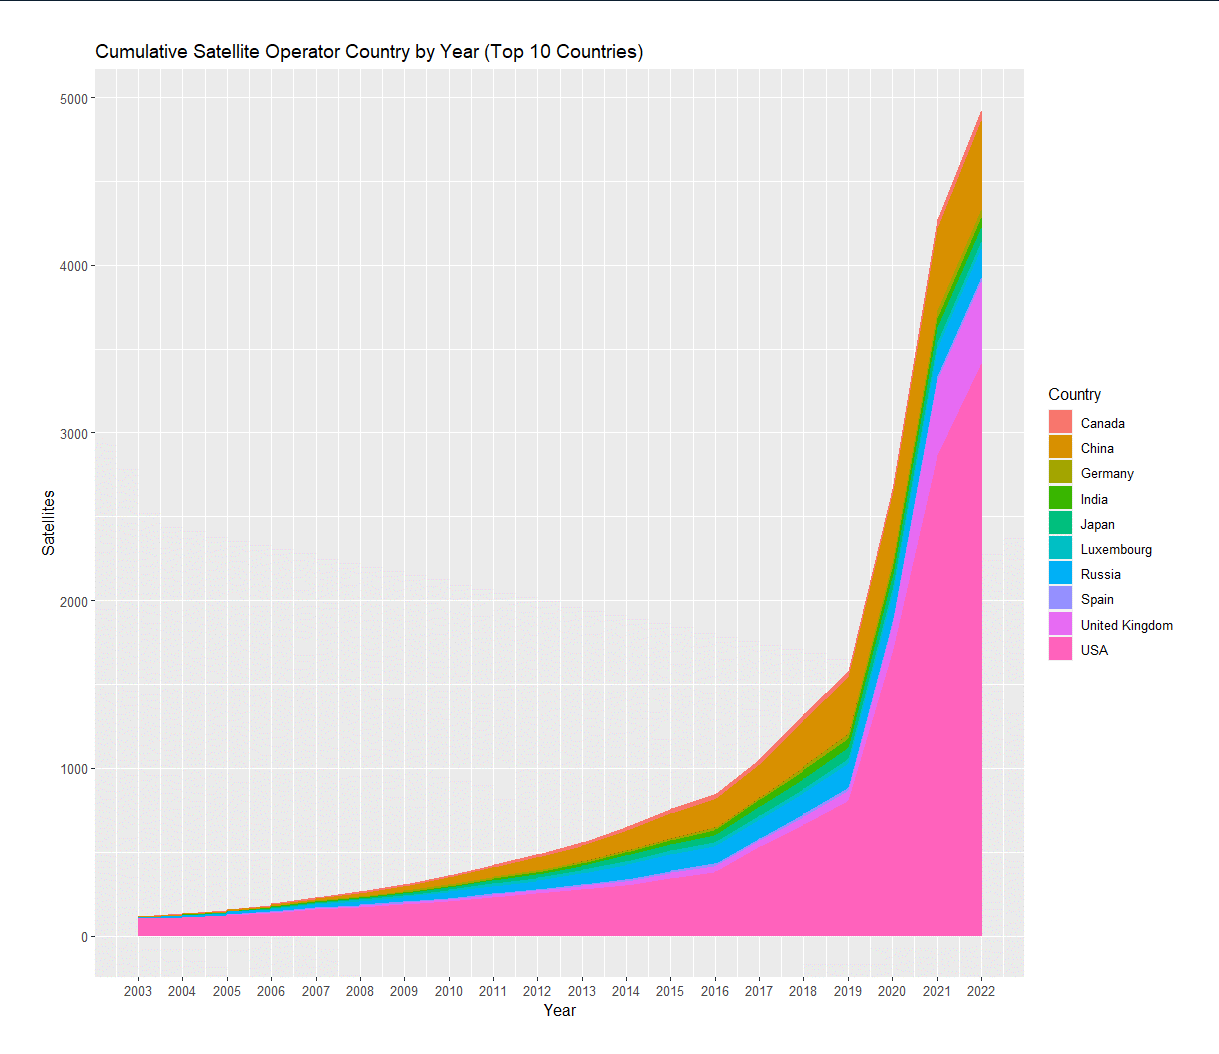 Cumulative Satellite Operator Country by Year (Top 10 Countries)
5000
4000
3000
2000
1000
0
Satellites
2003 2004 2005 2006 2007 2008 2009 2010 2011 2012 2013 2014 2015 2016 2017 2018 2019 2020 2021 2022
Year
Country
Canada
China
Germany
India
Japan
Luxembourg
Russia
Spain
United Kingdom
USA